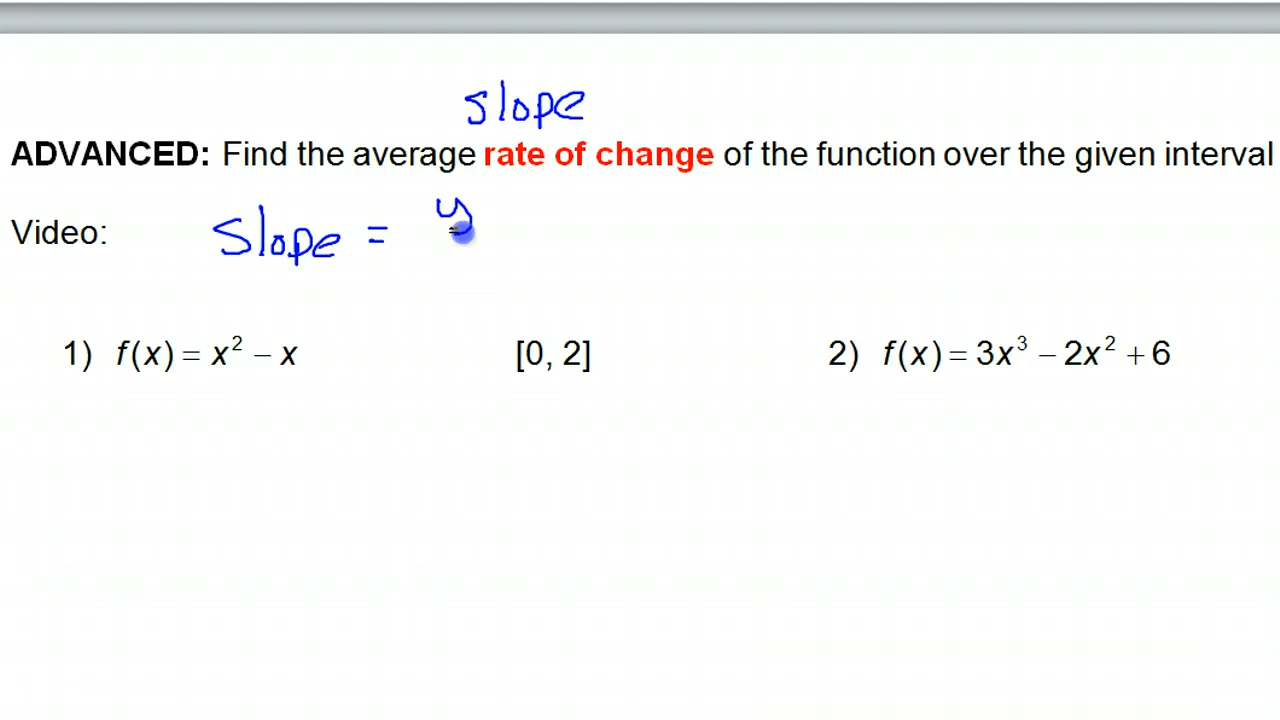 slope
ADVANCED: Find the average rate of change of the function over the given interval
Video: Slope = y
1) f(x) = x² − x [0, 2] 2) f(x) = 3x³ − 2x² + 6